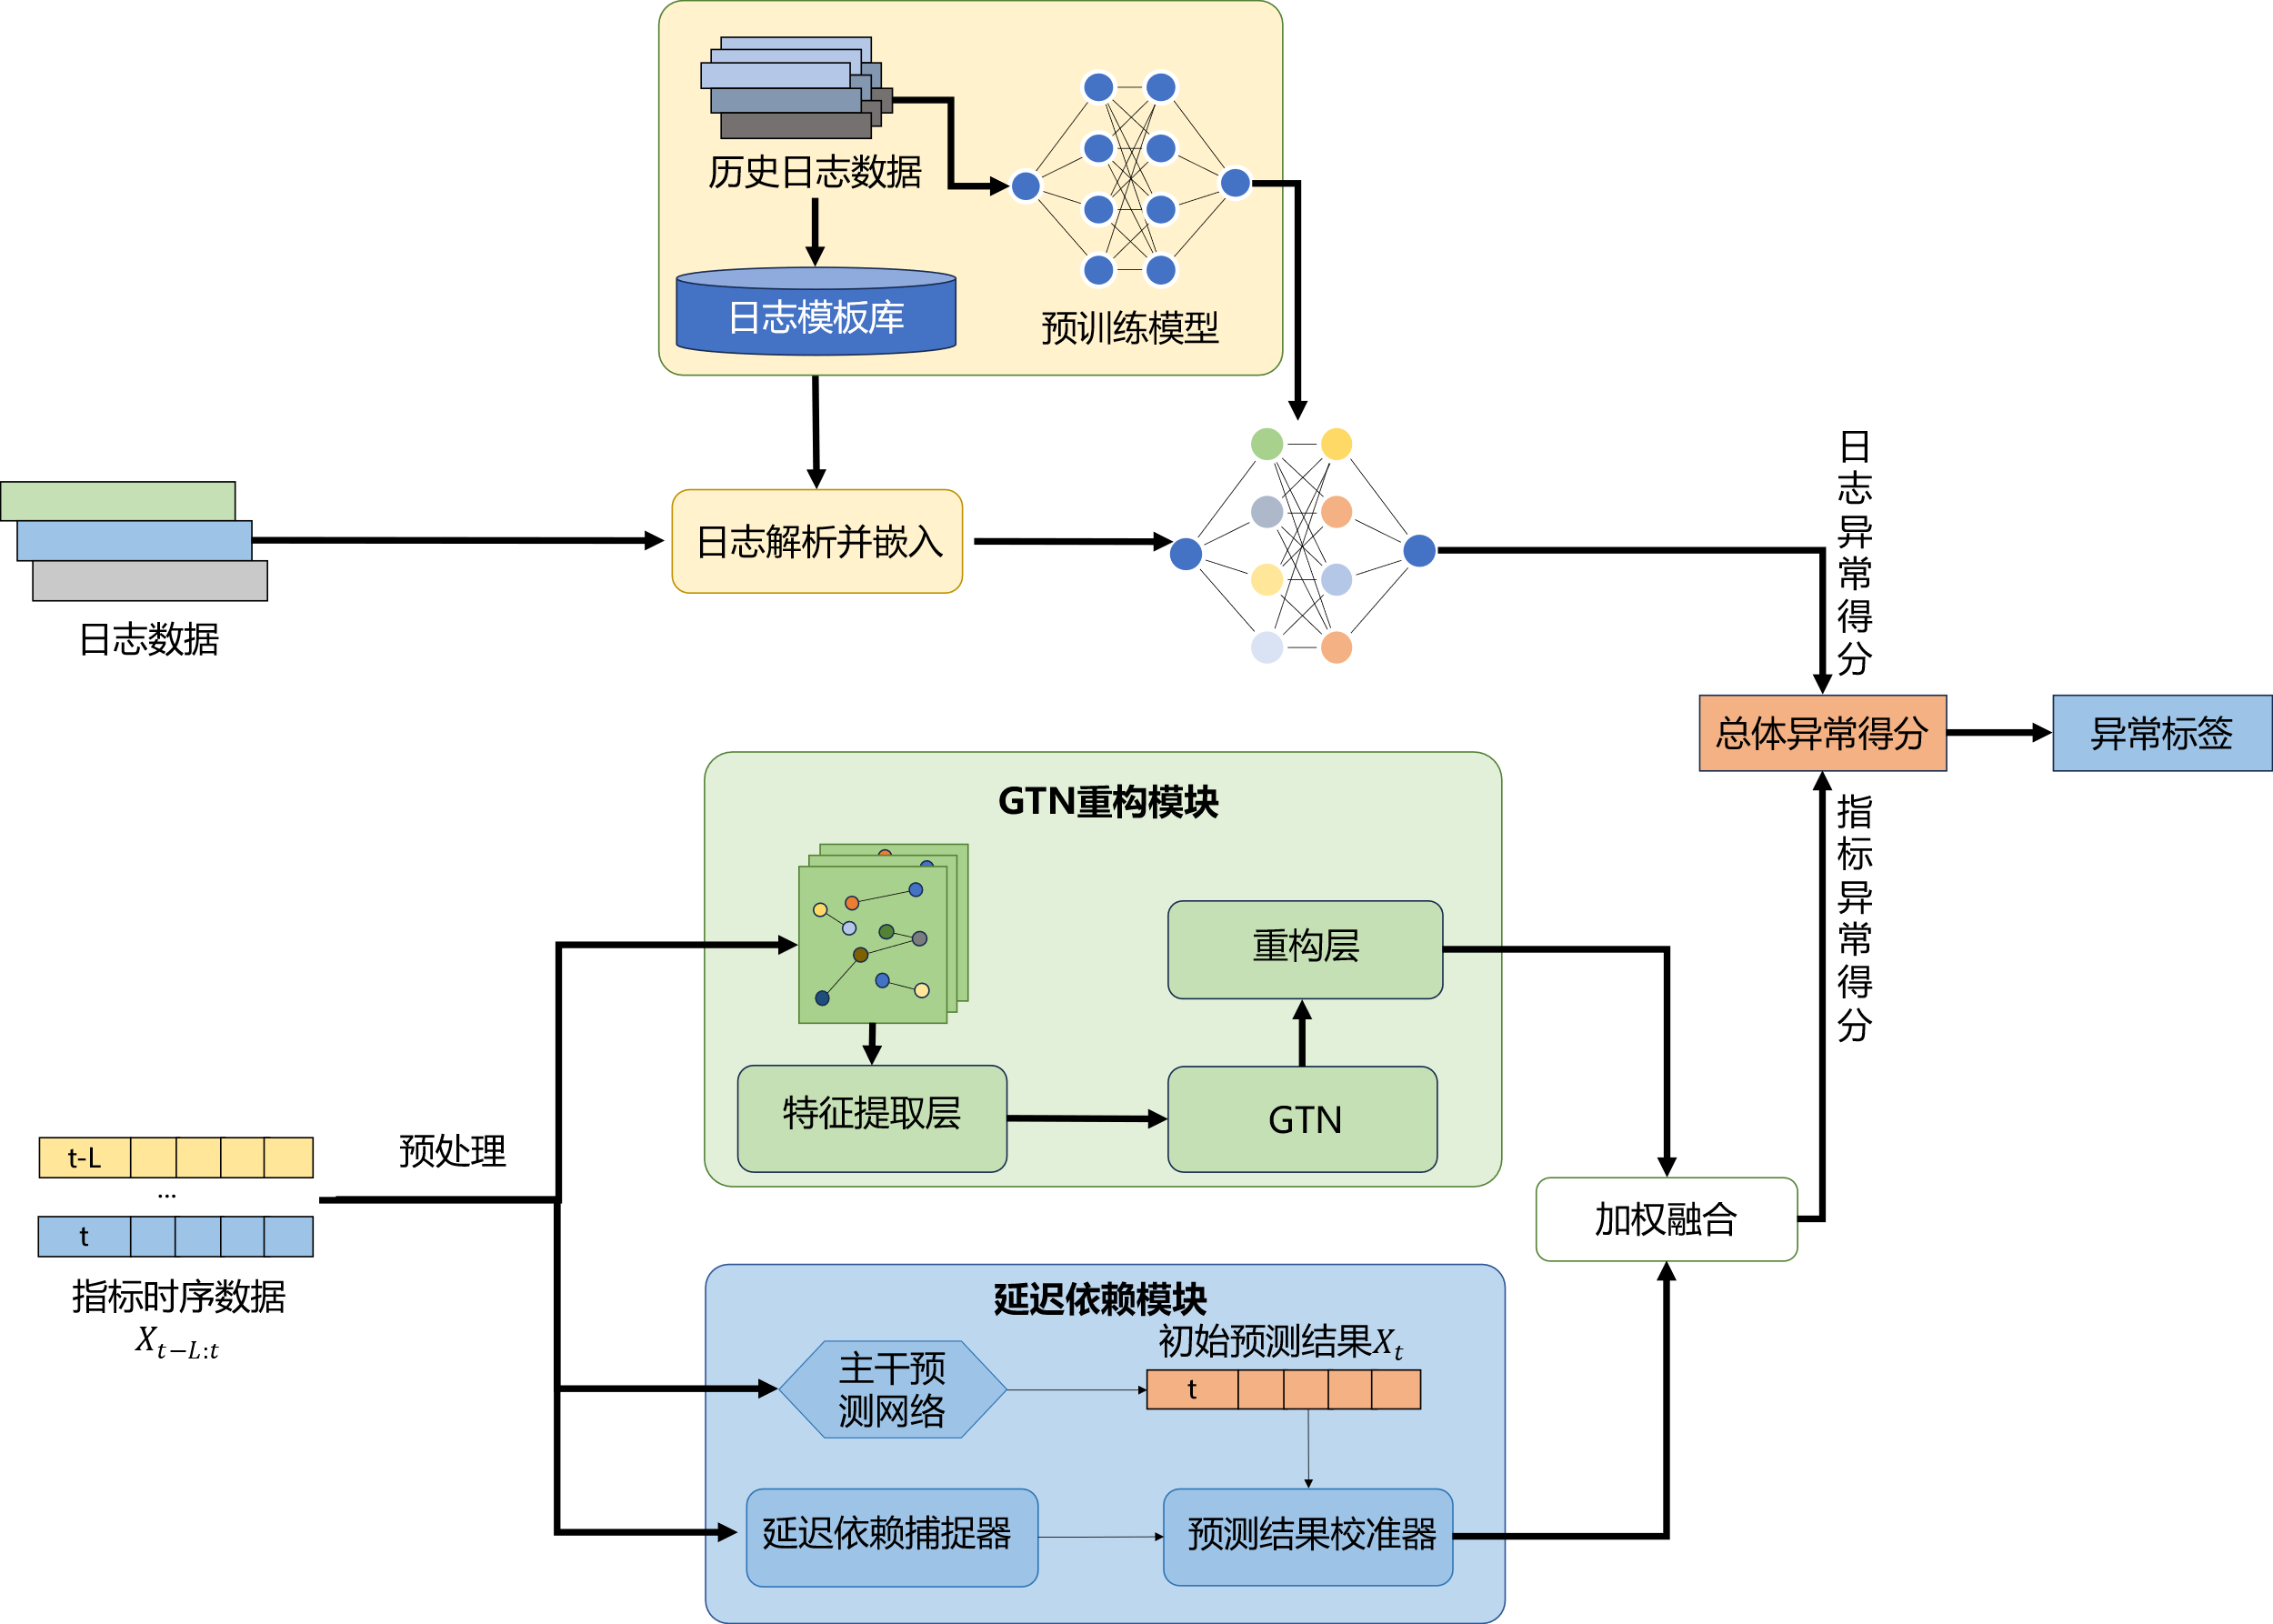 历史日志数据
日志模板库
预训练模型
日志数据
日志解析并嵌入
日志异常得分
总体异常得分
异常标签
指标异常得分
GTN重构模块
重构层
特征提取层
GTN
预处理
t-L
...
t
指标时序数据
X_{t-L:t}
加权融合
延迟依赖模块
初始预测结果X_t
t
主干预
测网络
延迟依赖捕捉器
预测结果校准器